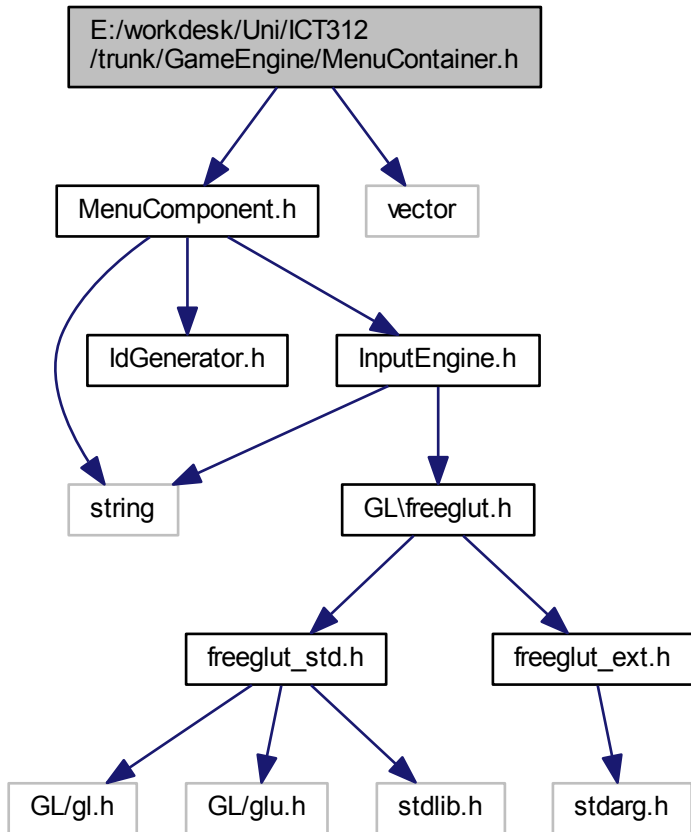 E:/workdesk/Uni/ICT312
/trunk/GameEngine/MenuContainer.h
MenuComponent.h
vector
IdGenerator.h
InputEngine.h
string
GL\freeglut.h
freeglut_std.h
freeglut_ext.h
GL/gl.h
GL/glu.h
stdlib.h
stdarg.h